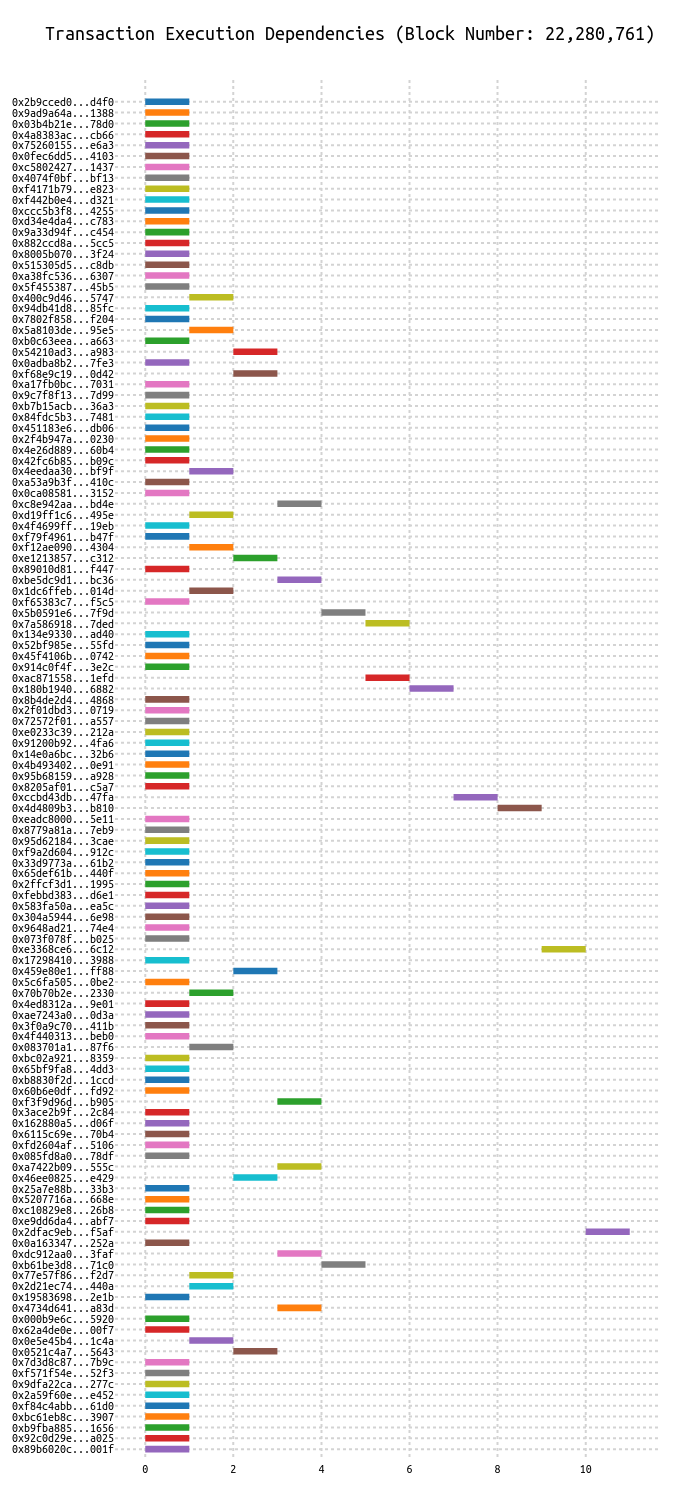 Transaction Execution Dependencies (Block Number: 22,280,761)
0x2b9cced0...d4f0
0x9ad9a64a...1388
0x03b4b21e...78d0
0x4a8383ac...cb66
0x75260155...e6a3
0x0fec6dd5...4103
0xc5802427...1437
0x4074f0bf...bf13
0xf4171b79...e823
0xf442b0e4...d321
0xccc5b3f8...4255
0xd34e4da4...c783
0x9a33d94f...c454
0x882ccd8a...5cc5
0x8005b070...3f24
0x515305d5...c8db
0xa38fc536...6307
0x5f455387...45b5
0x400c9d46...5747
0x94db41d8...85fc
0x7802f858...f204
0x5a8103de...95e5
0xb0c63eea...a663
0x54210ad3...a983
0x0adba8b2...7fe3
0xf68e9c19...0d42
0xa17fb0bc...7031
0x9c7f8f13...7d99
0xb7b15acb...36a3
0x84fdc5b3...7481
0x451183e6...db06
0x2f4b947a...0230
0x4e26d889...60b4
0x42fc6b85...b09c
0x4eedaa30...bf9f
0xa53a9b3f...410c
0x0ca08581...3152
0xc8e942aa...bd4e
0xd19ff1c6...495e
0x4f4699ff...19eb
0xf79f4961...b47f
0xf12ae090...4304
0xe1213857...c312
0x89010d81...f447
0xbe5dc9d1...bc36
0x1dc6ffeb...014d
0xf65383c7...f5c5
0x5b0591e6...7f9d
0x7a586918...7ded
0x134e9330...ad40
0x52bf985e...55fd
0x45f4106b...0742
0x914c0f4f...3e2c
0xac871558...1efd
0x180b1940...6882
0x8b4de2d4...4868
0x2f01dbd3...0719
0x72572f01...a557
0xe0233c39...212a
0x91200b92...4fa6
0x14e0a6bc...32b6
0x4b493402...0e91
0x95b68159...a928
0x8205af01...c5a7
0xccbd43db...47fa
0x4d4809b3...b810
0xeadc8000...5e11
0x8779a81a...7eb9
0x95d62184...3cae
0xf9a2d604...912c
0x33d9773a...61b2
0x65def61b...440f
0x2ffcf3d1...1995
0xfebbd383...d6e1
0x583fa50a...ea5c
0x304a5944...6e98
0x9648ad21...74e4
0x073f078f...b025
0xe3368ce6...6c12
0x17298410...3988
0x459e80e1...ff88
0x5c6fa505...0be2
0x70b70b2e...2330
0x4ed8312a...9e01
0xae7243a0...0d3a
0x3f0a9c70...411b
0x4f440313...beb0
0x083701a1...87f6
0xbc02a921...8359
0x65bf9fa8...4dd3
0xb8830f2d...1ccd
0x60b6e0df...fd92
0xf3f9d96d...b905
0x3ace2b9f...2c84
0x162880a5...d06f
0x6115c69e...70b4
0xfd2604af...5106
0x085fd8a0...78df
0xa7422b09...555c
0x46ee0825...e429
0x25a7e88b...33b3
0x5207716a...668e
0xc10829e8...26b8
0xe9dd6da4...abf7
0x2dfac9eb...f5af
0x0a163347...252a
0xdc912aa0...3faf
0xb61be3d8...71c0
0x77e57f86...f2d7
0x2d21ec74...440a
0x19583698...2e1b
0x4734d641...a83d
0x000b9e6c...5920
0x62a4de0e...00f7
0x0e5e45b4...1c4a
0x0521c4a7...5643
0x7d3d8c87...7b9c
0xf571f54e...52f3
0x9dfa22ca...277c
0x2a59f60e...e452
0xf84c4abb...61d0
0xbc61eb8c...3907
0xb9fba885...1656
0x92c0d29e...a025
0x89b6020c...001f
0 2 4 6 8 10